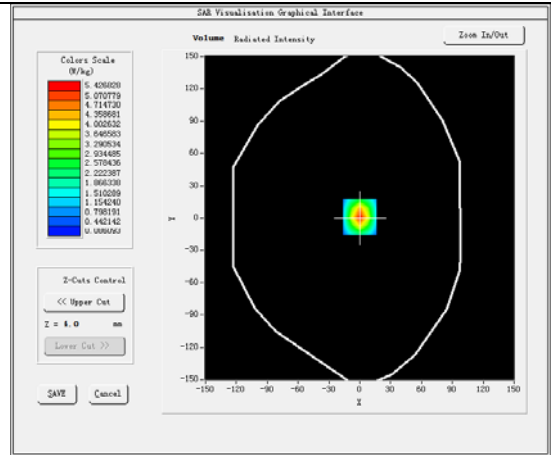 SAR Visualisation Graphical Interface
Volume Radiated Intensity
Zoom In/Out
Colors Scale
(W/kg)
5.426828
5.070779
4.714730
4.358681
4.002632
3.646583
3.290534
2.934485
2.578436
2.222387
1.866338
1.510289
1.154240
0.798191
0.442142
Z-Cuts Control
<< Upper Cut
Z = 4.0 mm
Lower Cut >>
SAVE Cancel
150
120
90
60
30
0
-30
-60
-90
-120
-150
Y
-150 -120 -90 -60 -30 0 30 60 90 120 150
X